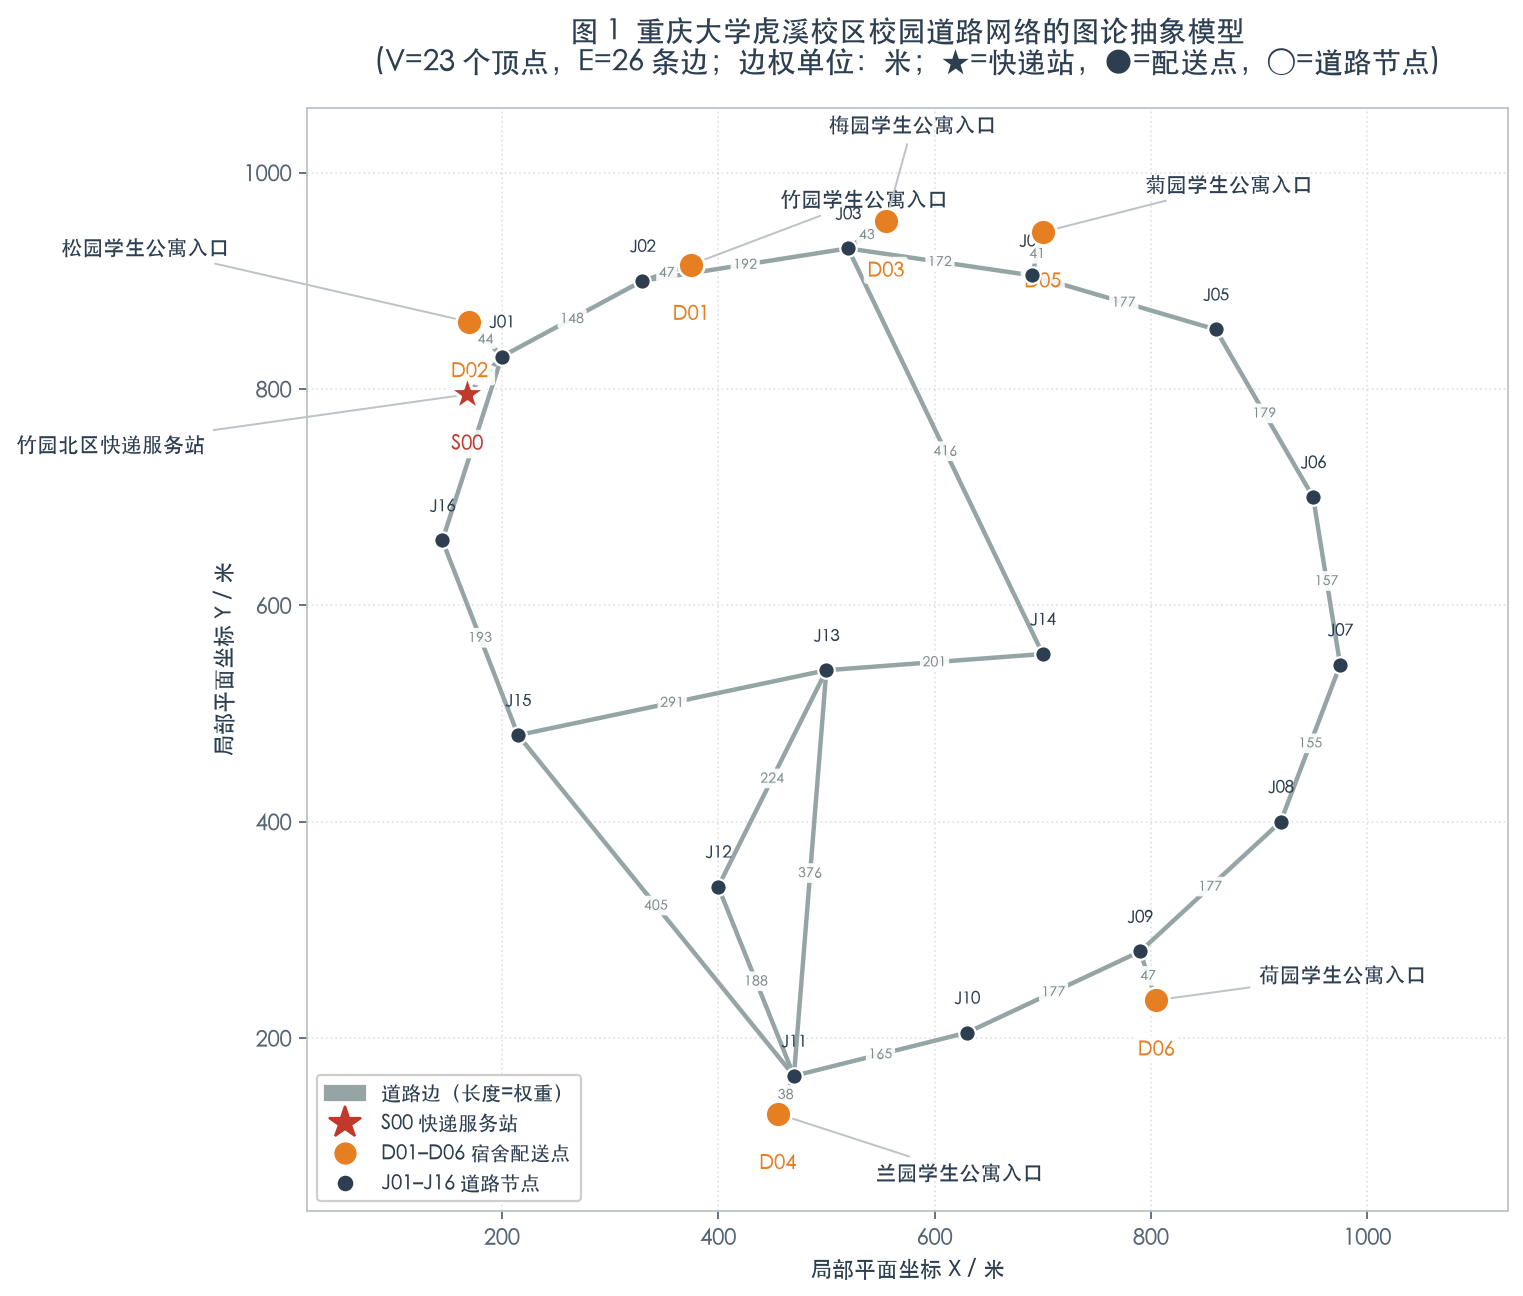 图 1 重庆大学虎溪校区校园道路网络的图论抽象模型
(V=23 个顶点，E=26 条边；边权单位：米；★=快递站，●=配送点，○=道路节点)
梅园学生公寓入口
菊园学生公寓入口
竹园学生公寓入口
松园学生公寓入口
竹园北区快递服务站
荷园学生公寓入口
兰园学生公寓入口
1000
800
600
400
200
局部平面坐标 Y / 米
J03
43
D03
J02
47
192
D01
172
41
D05
177
J05
J01
148
44
D02
S00
179
416
J06
J16
157
J14
J07
J13
201
193
J15
291
155
224
J08
J12
376
405
177
J09
188
47
J10
177
D06
J11
165
38
D04
道路边（长度=权重）
S00 快递服务站
D01–D06 宿舍配送点
J01–J16 道路节点
200
400
600
800
1000
局部平面坐标 X / 米